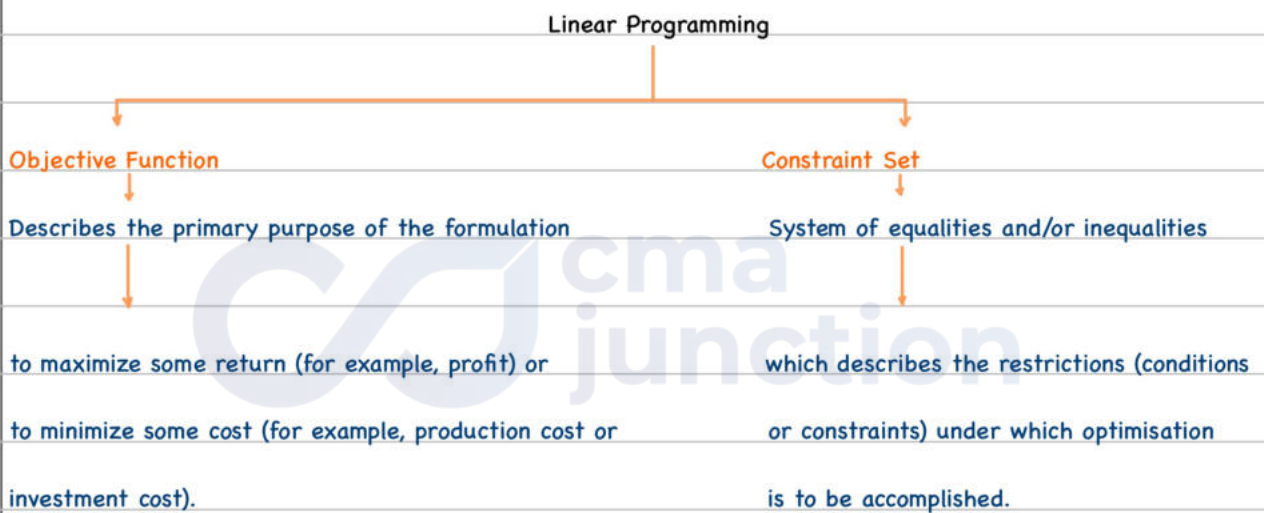 Linear Programming
Objective Function
Describes the primary purpose of the formulation
to maximize some return (for example, profit) or
to minimize some cost (for example, production cost or
investment cost).
Constraint Set
System of equalities and/or inequalities
which describes the restrictions (conditions
or constraints) under which optimisation
is to be accomplished.
cma
junction